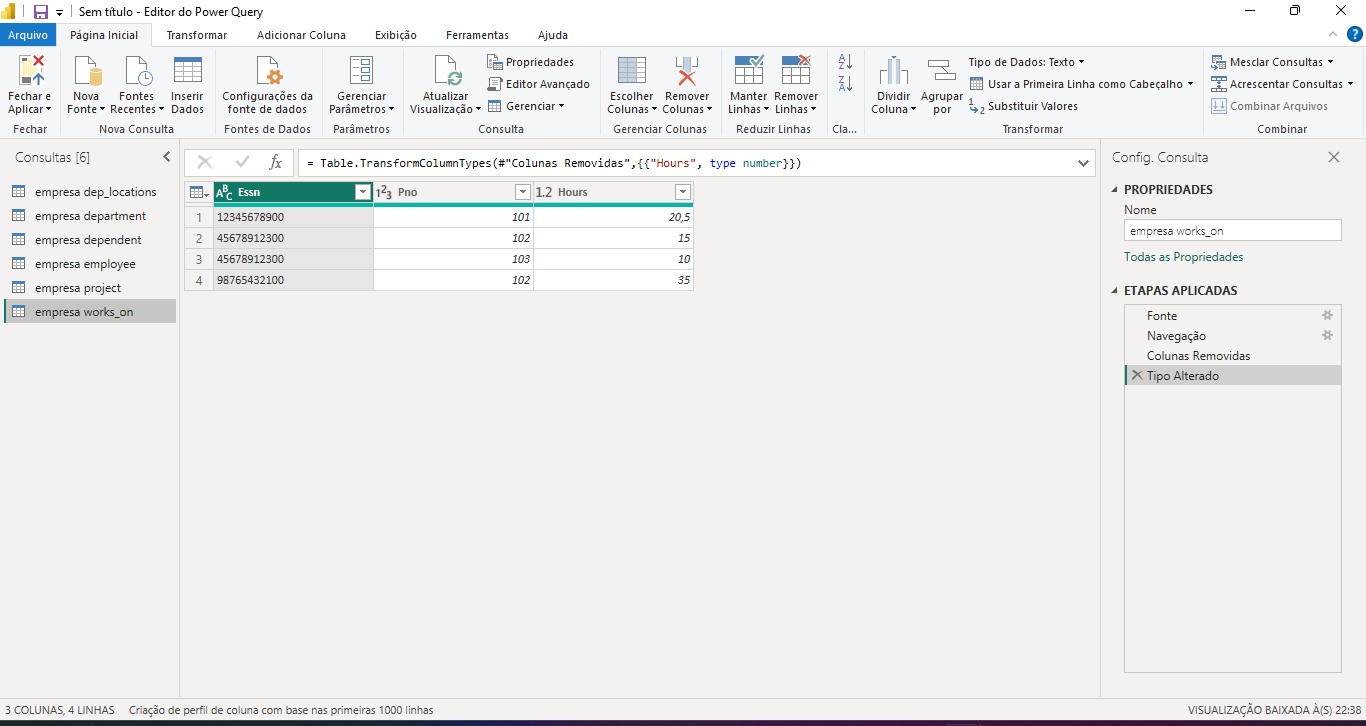 Sem título - Editor do Power Query
Arquivo Página Inicial Transformar Adicionar Coluna Exibição Ferramentas Ajuda ?
Fechar e Aplicar
Fechar
Nova Fonte
Fontes Recentes
Inserir Dados
Nova Consulta
Configurações da fonte de dados
Fontes de Dados
Gerenciar Parâmetros
Parâmetros
Atualizar Visualização
Propriedades
Editor Avançado
Gerenciar
Consulta
Escolher Colunas
Remover Colunas
Gerenciar Colunas
Manter Linhas
Remover Linhas
Reduzir Linhas
A Z
Z A
Cla...
Dividir Coluna
Agrupar por
Tipo de Dados: Texto
Usar a Primeira Linha como Cabeçalho
1 2 Substituir Valores
Transformar
Mesclar Consultas
Acrescentar Consultas
Combinar Arquivos
Combinar
Consultas [6]
empresa dep_locations
empresa department
empresa dependent
empresa employee
empresa project
empresa works_on
fx = Table.TransformColumnTypes(#"Colunas Removidas",{{"Hours", type number}})
ABC Essn 123 Pno 1.2 Hours
1 12345678900 101 20,5
2 45678912300 102 15
3 45678912300 103 10
4 98765432100 102 35
Config. Consulta
PROPRIEDADES
Nome
empresa works_on
Todas as Propriedades
ETAPAS APLICADAS
Fonte
Navegação
Colunas Removidas
Tipo Alterado
3 COLUNAS, 4 LINHAS Criação de perfil de coluna com base nas primeiras 1000 linhas VISUALIZAÇÃO BAIXADA À(S) 22:38